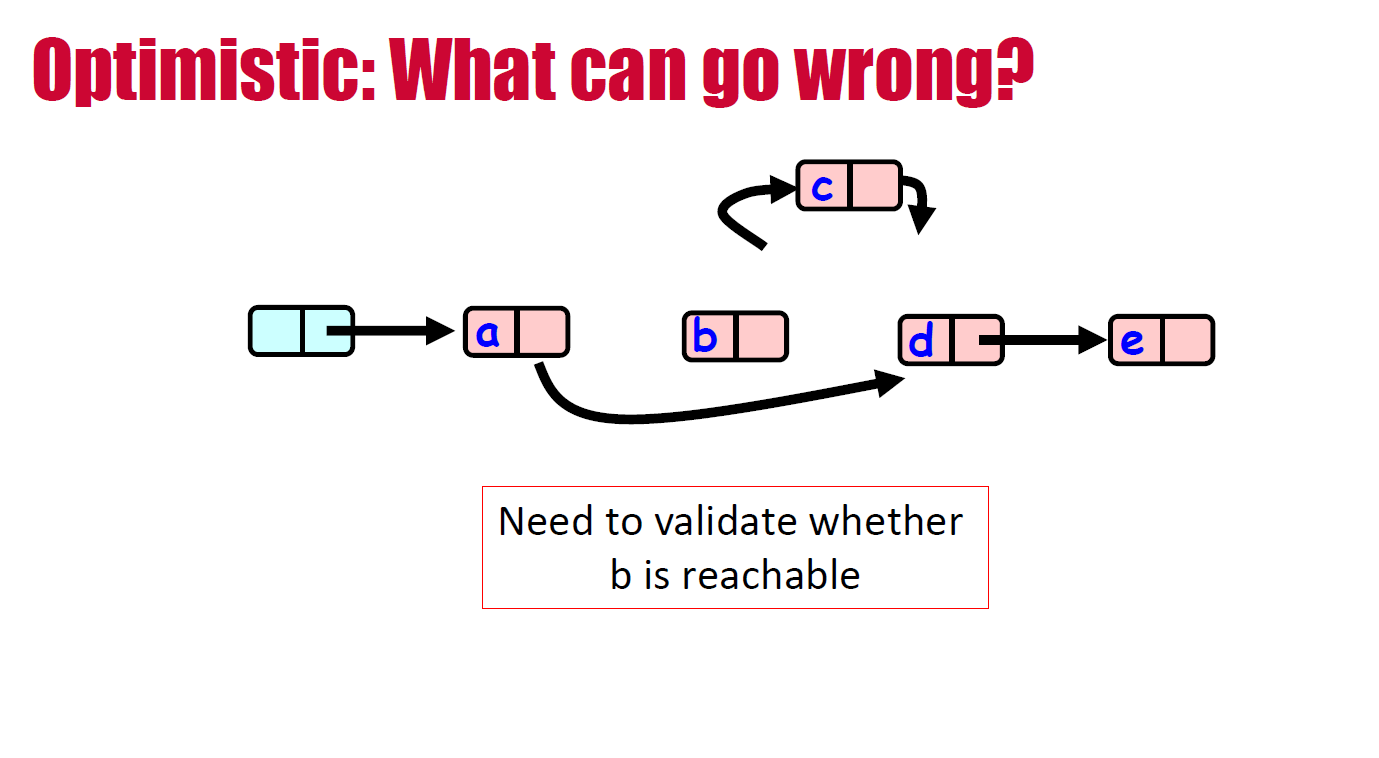 Optimistic: What can go wrong?
c
a
b
d
e
Need to validate whether
b is reachable